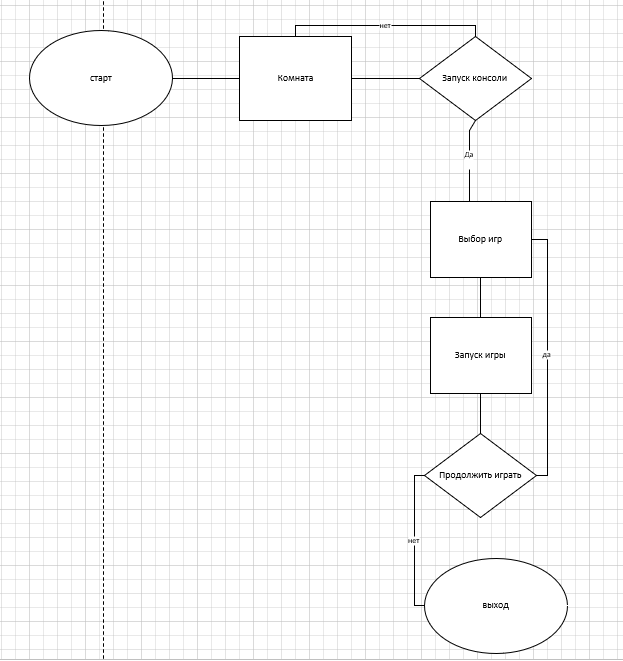 нет
старт
Комната
Запуск консоли
Да
Выбор игр
Запуск игры
да
Продолжить играть
нет
выход